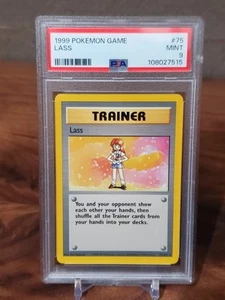 1999 POKEMON GAME #75
LASS MINT
9
PSA 108027515
TRAINER
Lass
You and your opponent show
each other your hands, then
shuffle all the Trainer cards from
your hands into your decks.